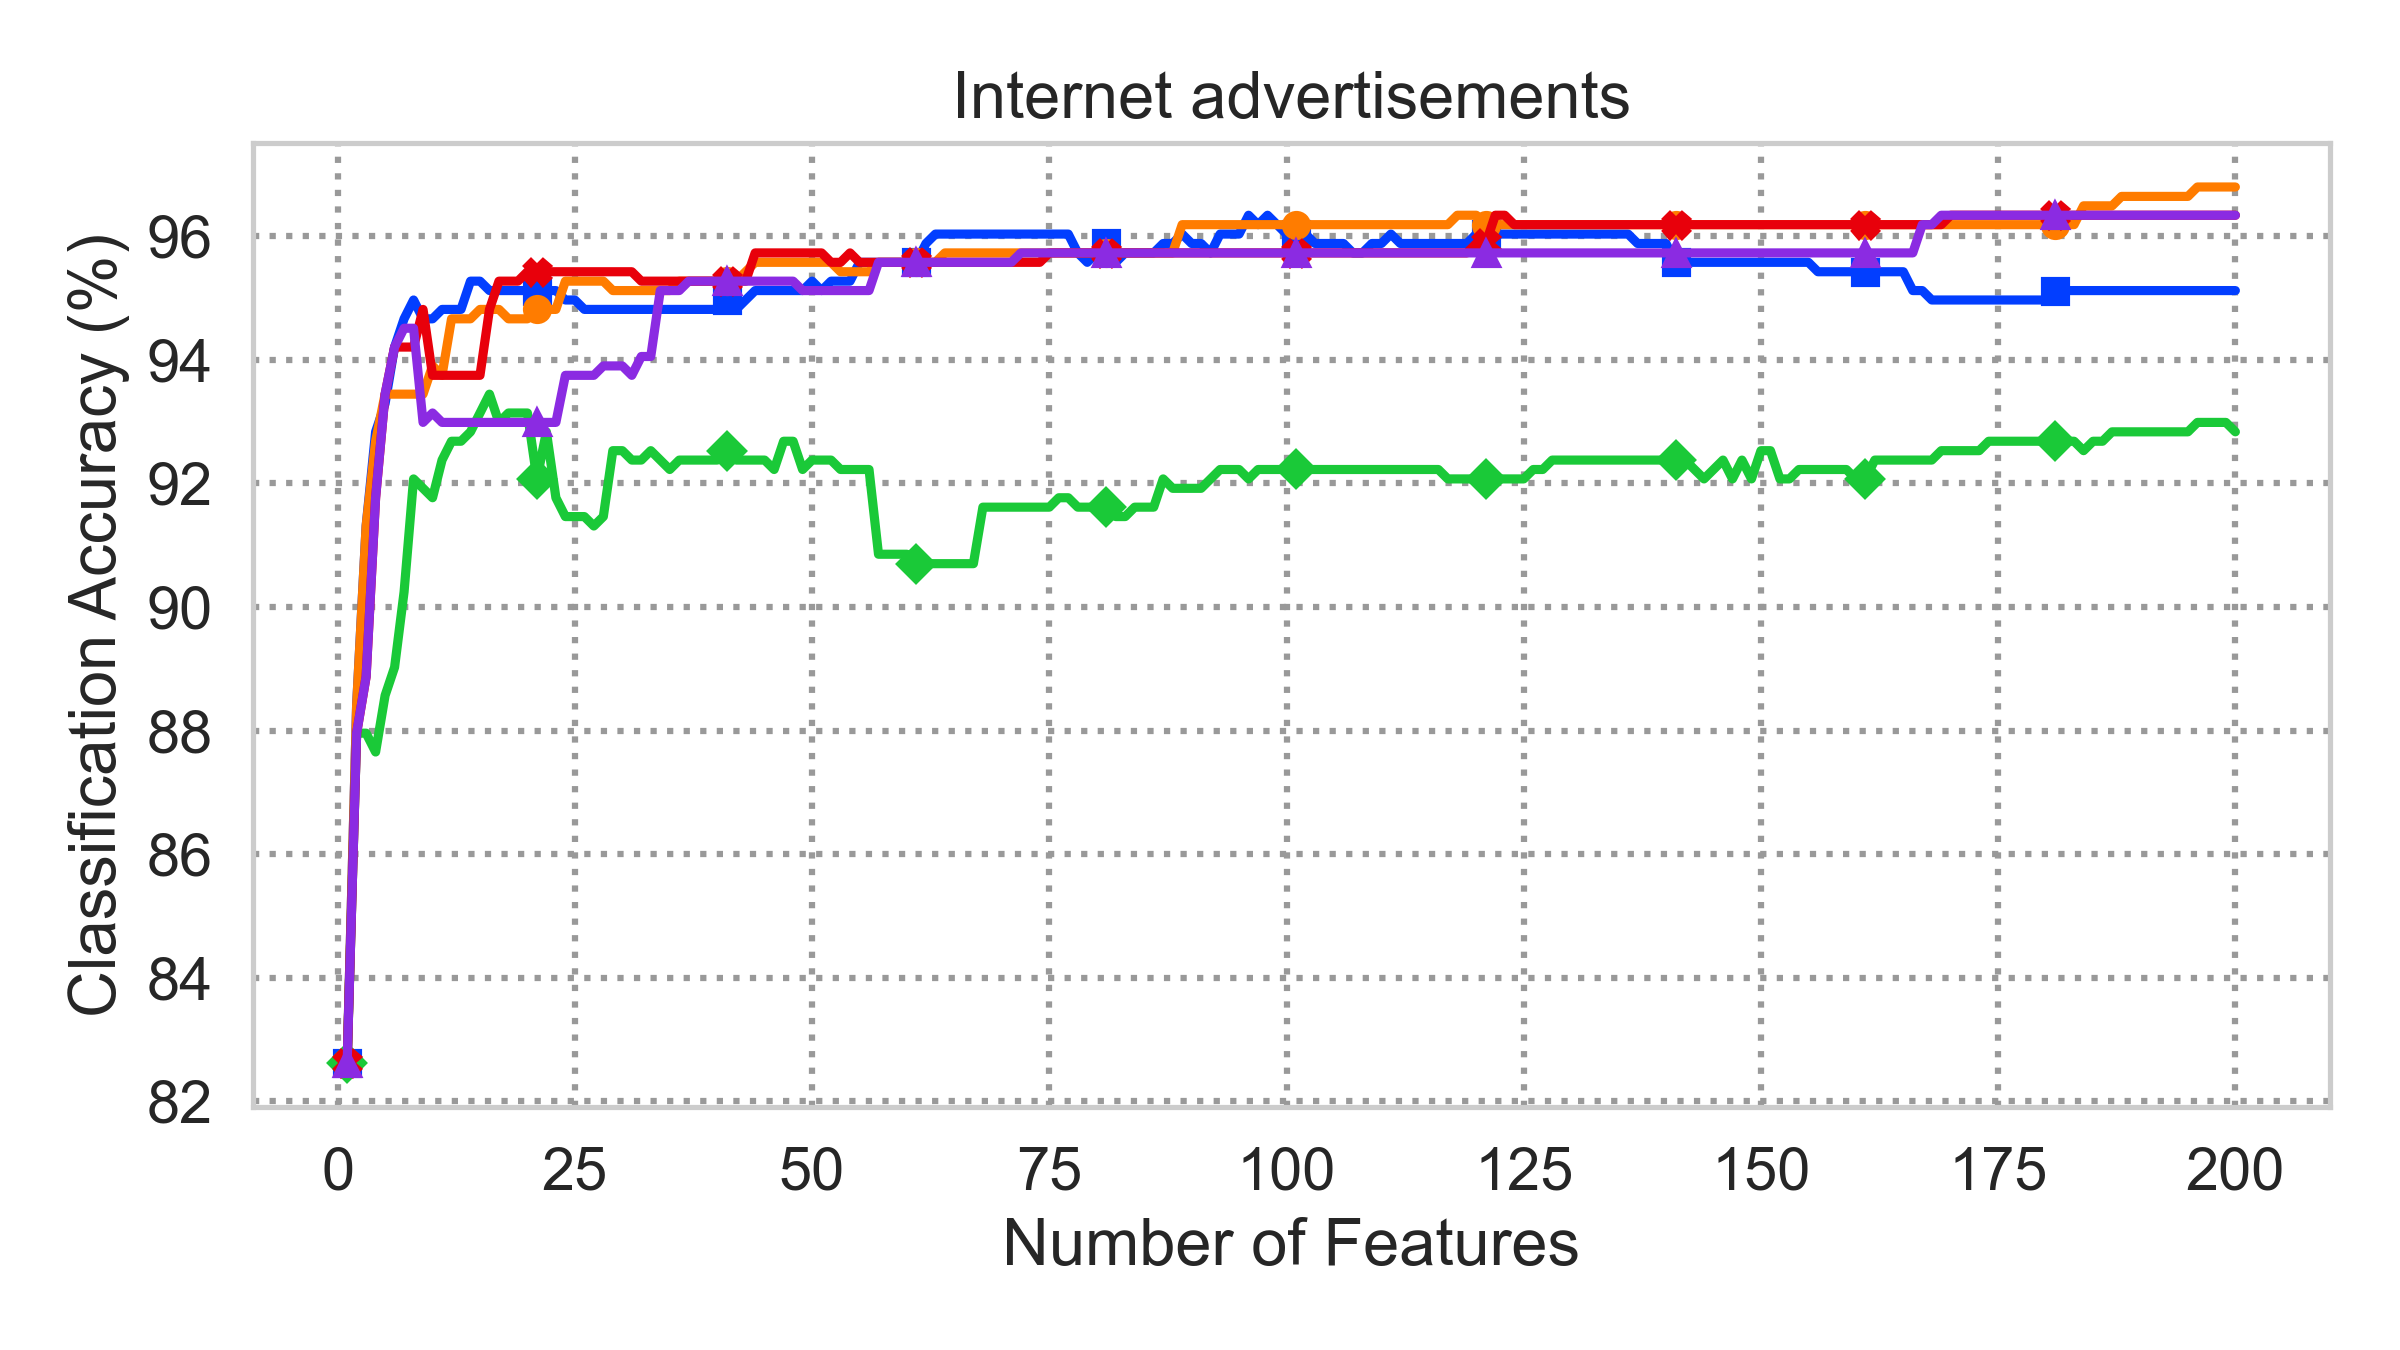 Internet advertisements
Classification Accuracy (%)
96
94
92
90
88
86
84
82
0 25 50 75 100 125 150 175 200
Number of Features